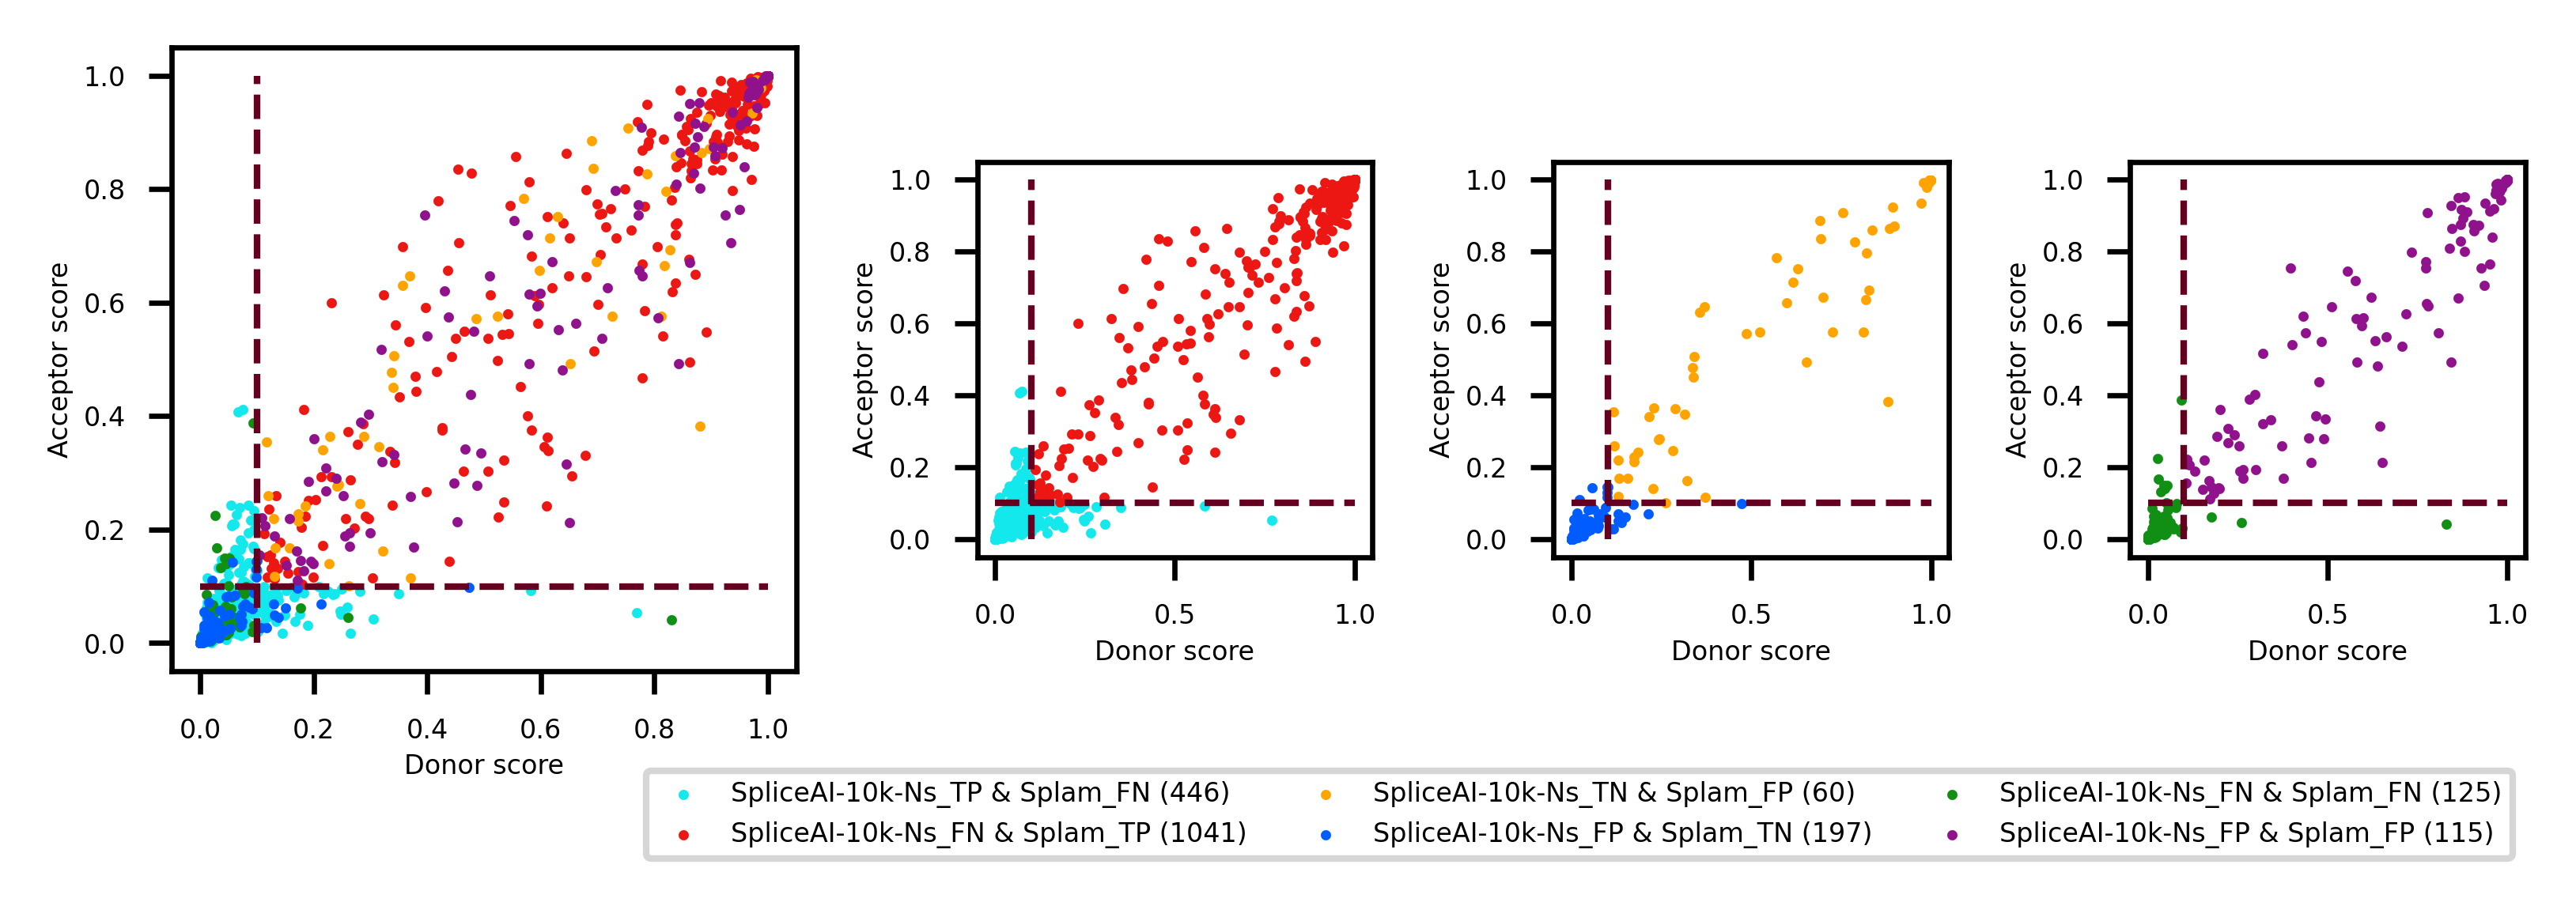 1.0
0.8
0.6
0.4
0.2
0.0
Acceptor score
0.0 0.2 0.4 0.6 0.8 1.0
Donor score
1.0
0.8
0.6
0.4
0.2
0.0
Acceptor score
0.0 0.5 1.0
Donor score
1.0
0.8
0.6
0.4
0.2
0.0
Acceptor score
0.0 0.5 1.0
Donor score
1.0
0.8
0.6
0.4
0.2
0.0
Acceptor score
0.0 0.5 1.0
Donor score
SpliceAI-10k-Ns_TP & Splam_FN (446)
SpliceAI-10k-Ns_FN & Splam_TP (1041)
SpliceAI-10k-Ns_TN & Splam_FP (60)
SpliceAI-10k-Ns_FP & Splam_TN (197)
SpliceAI-10k-Ns_FN & Splam_FN (125)
SpliceAI-10k-Ns_FP & Splam_FP (115)